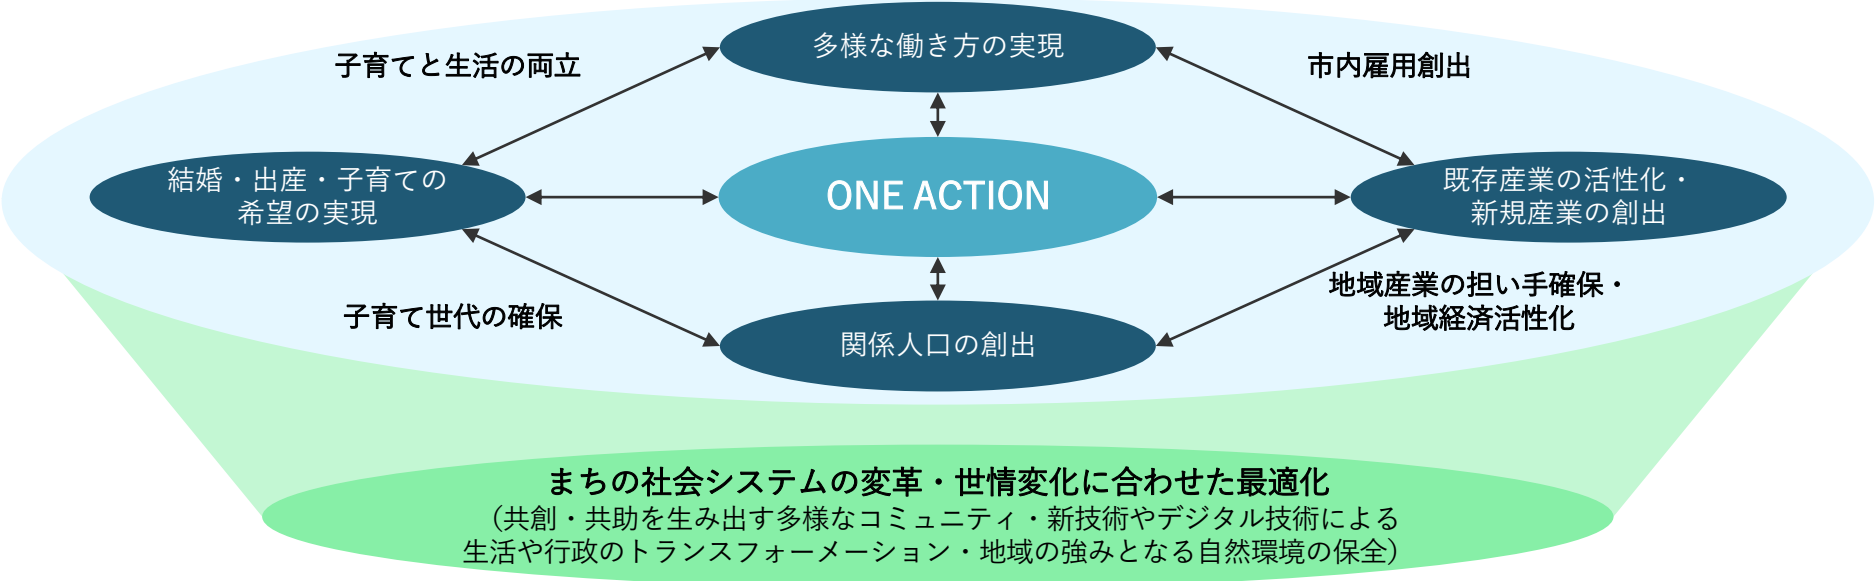 多様な働き方の実現
子育てと生活の両立
市内雇用創出
結婚・出産・子育ての
希望の実現
ONE ACTION
既存産業の活性化・
新規産業の創出
子育て世代の確保
地域産業の担い手確保・
地域経済活性化
関係人口の創出
まちの社会システムの変革・世情変化に合わせた最適化
（共創・共助を生み出す多様なコミュニティ・新技術やデジタル技術による
生活や行政のトランスフォーメーション・地域の強みとなる自然環境の保全）